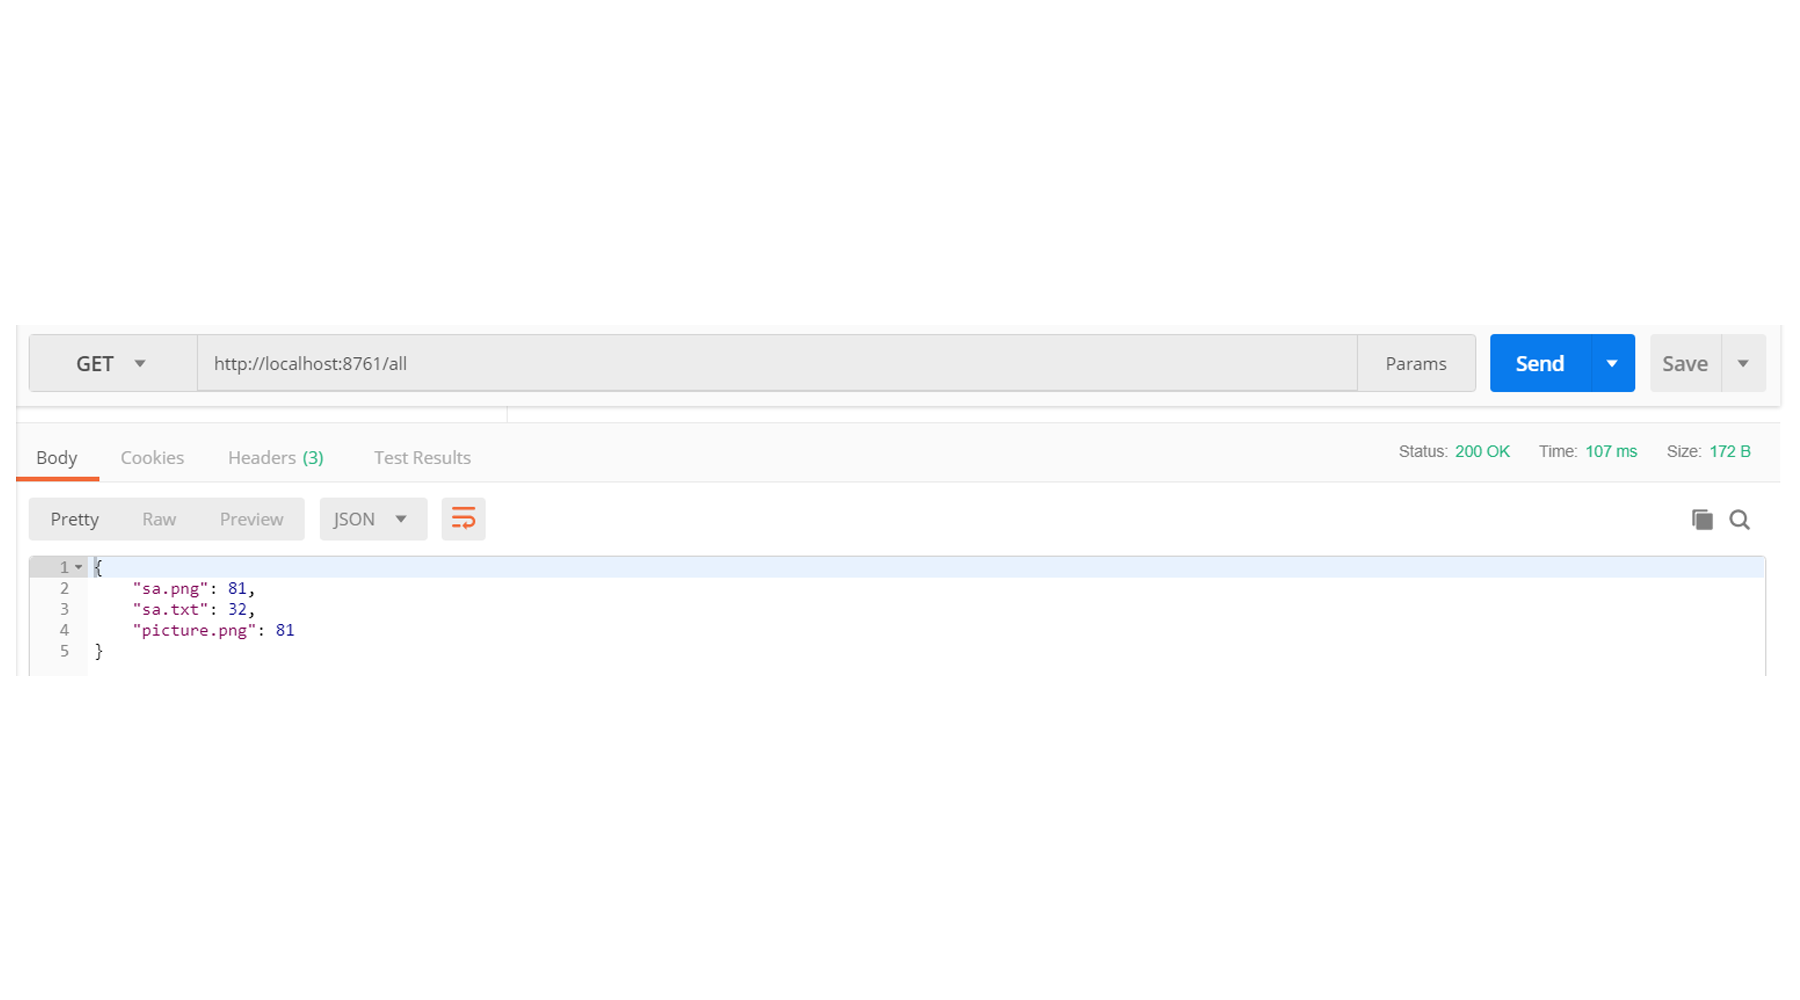 GET http://localhost:8761/all Params Send Save
Body Cookies Headers (3) Test Results Status: 200 OK Time: 107 ms Size: 172 B
Pretty Raw Preview JSON
1 {
2 "sa.png": 81,
3 "sa.txt": 32,
4 "picture.png": 81
5 }